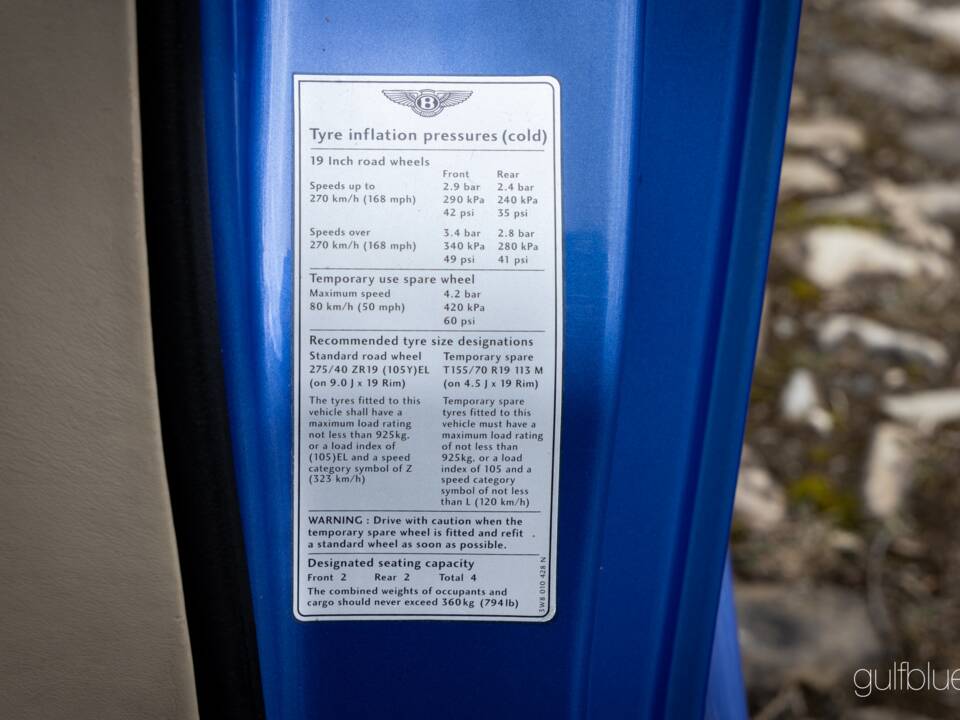 B
Tyre inflation pressures (cold)
19 Inch road wheels
Front Rear
Speeds up to 2.9 bar 2.4 bar
270 km/h (168 mph) 290 kPa 240 kPa
42 psi 35 psi
Speeds over 3.4 bar 2.8 bar
270 km/h (168 mph) 340 kPa 280 kPa
49 psi 41 psi
Temporary use spare wheel
Maximum speed 4.2 bar
80 km/h (50 mph) 420 kPa
60 psi
Recommended tyre size designations
Standard road wheel
275/40 ZR19 (105Y)EL
(on 9.0 J x 19 Rim)
The tyres fitted to this
vehicle shall have a
maximum load rating
not less than 925kg,
or a load index of
(105)EL and a speed
category symbol of Z
(323 km/h)
Temporary spare
T155/70 R19 113 M
(on 4.5 J x 19 Rim)
Temporary spare
tyres fitted to this
vehicle must have a
maximum load rating
of not less than
925kg, or a load
index of 105 and a
speed category
symbol of not less
than L (120 km/h)
WARNING : Drive with caution when the
temporary spare wheel is fitted and refit
a standard wheel as soon as possible.
Designated seating capacity
Front 2 Rear 2 Total 4
The combined weights of occupants and
cargo should never exceed 360kg (794lb)
3W8 010 428 N
gulfblue